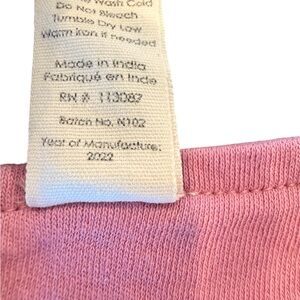 Wash Cold
Do Not Bleach
Tumble Dry Low
Warm Iron if needed
Made in India
Fabriqué en Inde
RN # 113087
Batch No. N102
Year of Manufacture:
2022